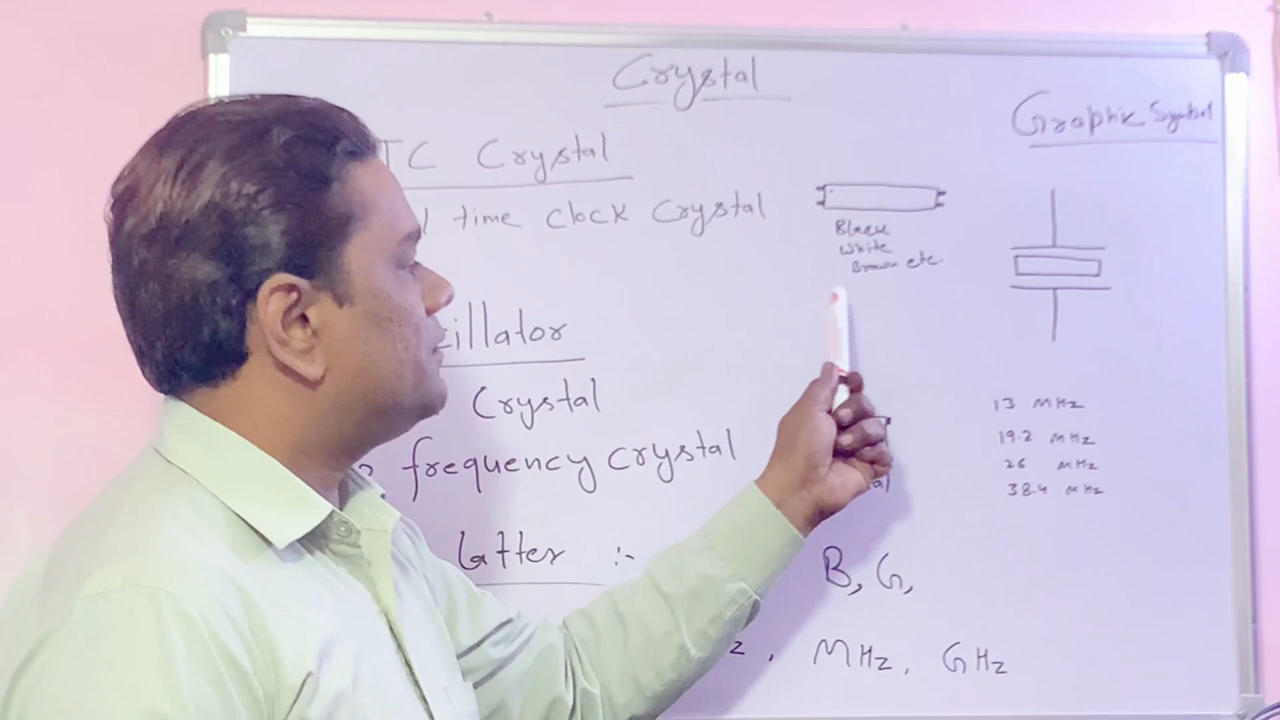 Crystal
Graphic Symbol
TC Crystal
time Clock Crystal
Black
White
Brown etc.
illator
Crystal
frequency crystal
13 MHz
19.2 MHz
26 MHz
38.4 MHz
latter :-
B, G,
z, MHz, GHz